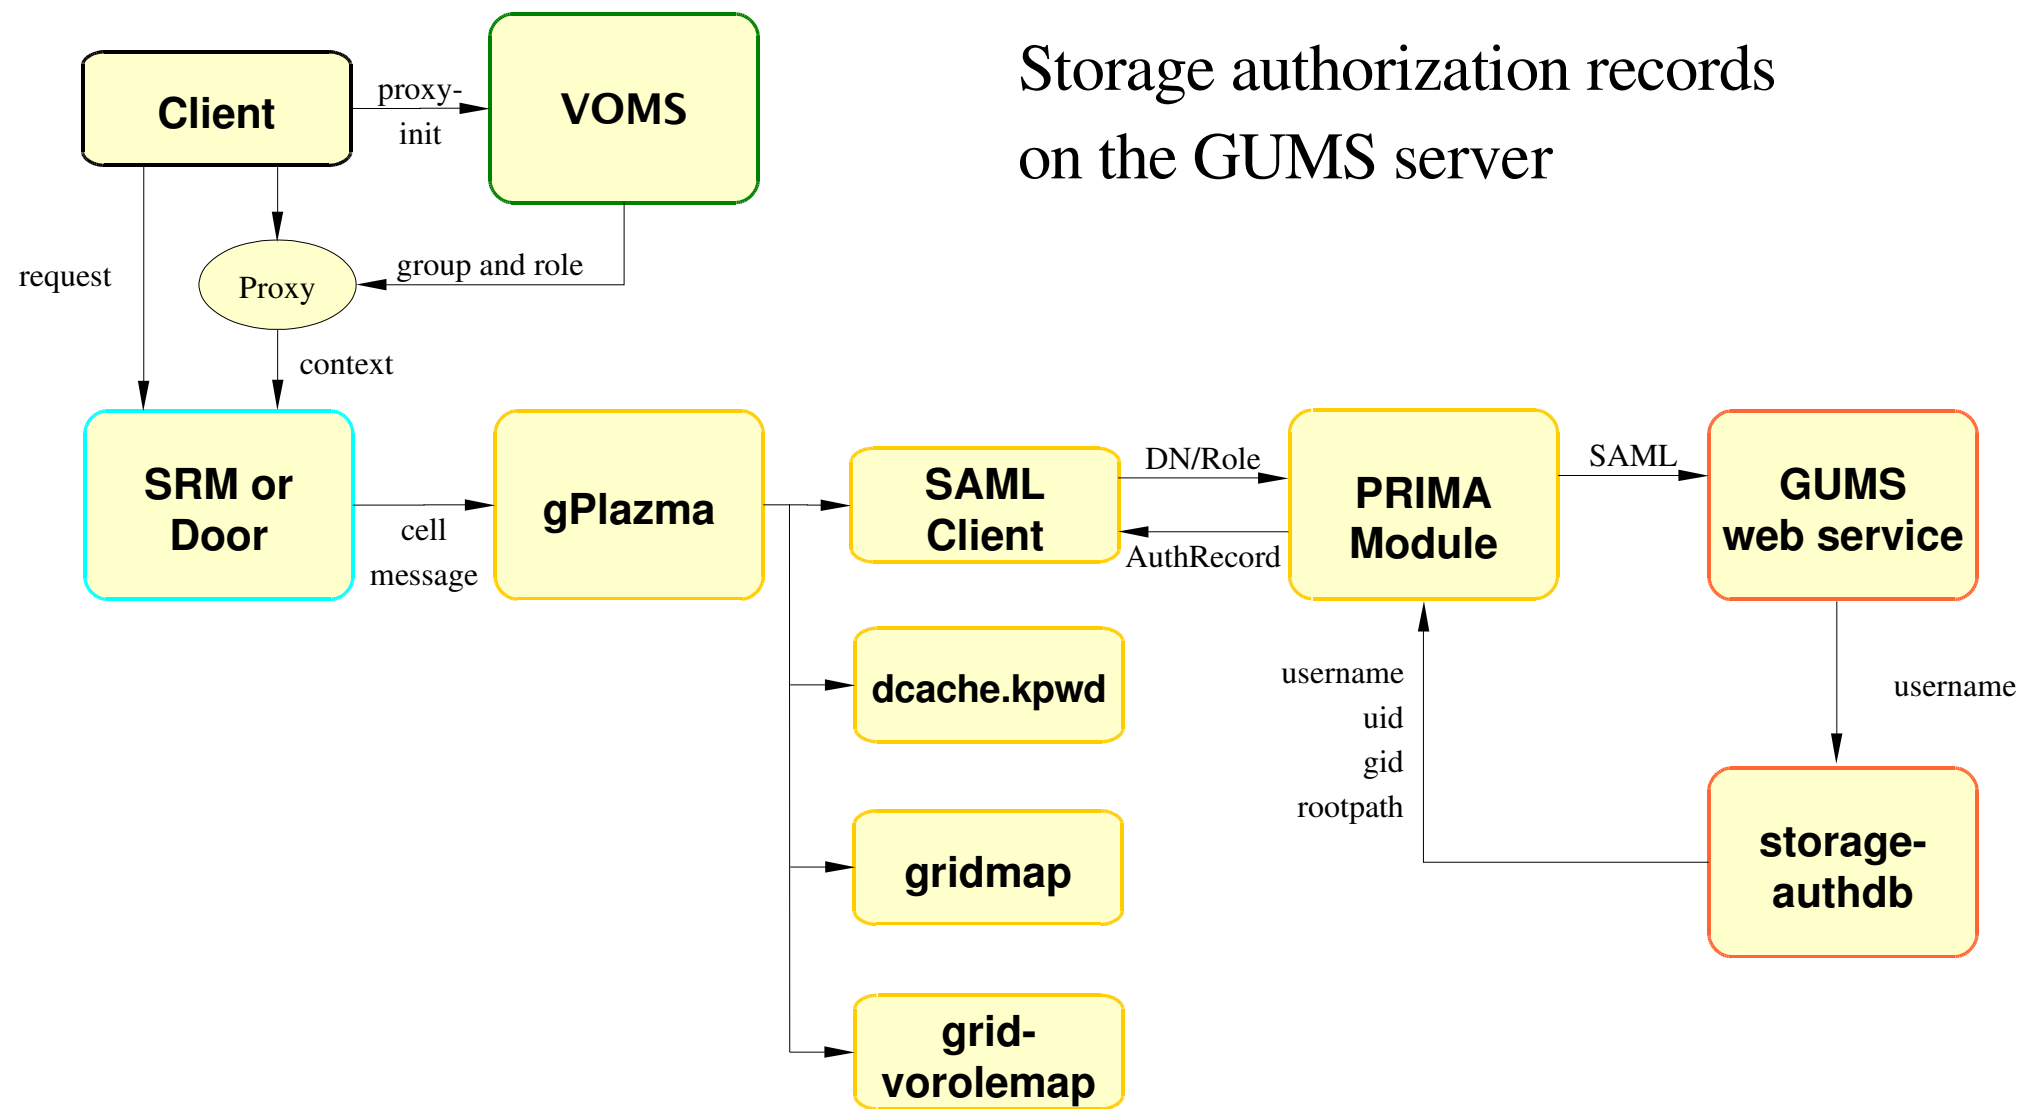 Storage authorization records
on the GUMS server
Client
proxy-
init
VOMS
request
Proxy
group and role
context
SRM or
Door
cell
message
gPlazma
SAML
Client
DN/Role
AuthRecord
PRIMA
Module
SAML
GUMS
web service
dcache.kpwd
username
uid
gid
rootpath
username
gridmap
storage-
authdb
grid-
vorolemap